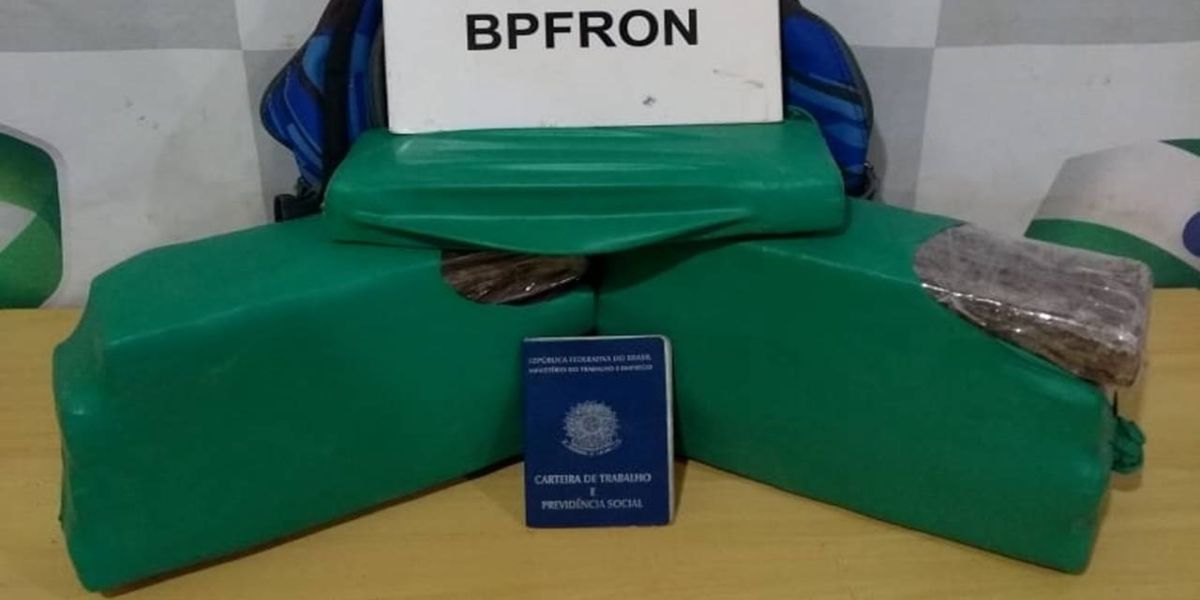 BPFRON
REPÚBLICA FEDERATIVA DO BRASIL
MINISTÉRIO DO TRABALHO E EMPREGO
CARTEIRA DE TRABALHO
E
PREVIDÊNCIA SOCIAL